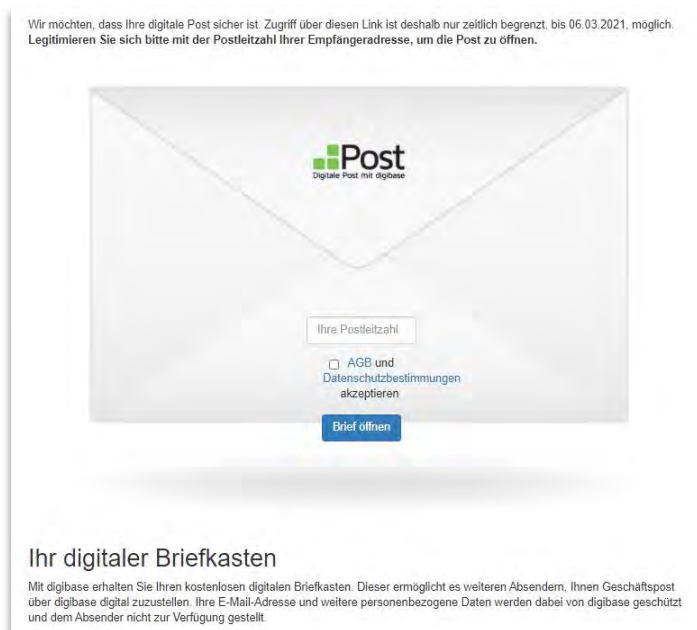 Wir möchten, dass Ihre digitale Post sicher ist. Zugriff über diesen Link ist deshalb nur zeitlich begrenzt, bis 06.03.2021, möglich.
Legitimieren Sie sich bitte mit der Postleitzahl Ihrer Empfängeradresse, um die Post zu öffnen.
Post
Digitale Post mit digibase
Ihre Postleitzahl
AGB und
Datenschutzbestimmungen
akzeptieren
Brief öffnen
Ihr digitaler Briefkasten
Mit digibase erhalten Sie Ihren kostenlosen digitalen Briefkasten. Dieser ermöglicht es weiteren Absendern, Ihnen Geschäftspost
über digibase digital zuzustellen. Ihre E-Mail-Adresse und weitere personenbezogene Daten werden dabei von digibase geschützt
und dem Absender nicht zur Verfügung gestellt.